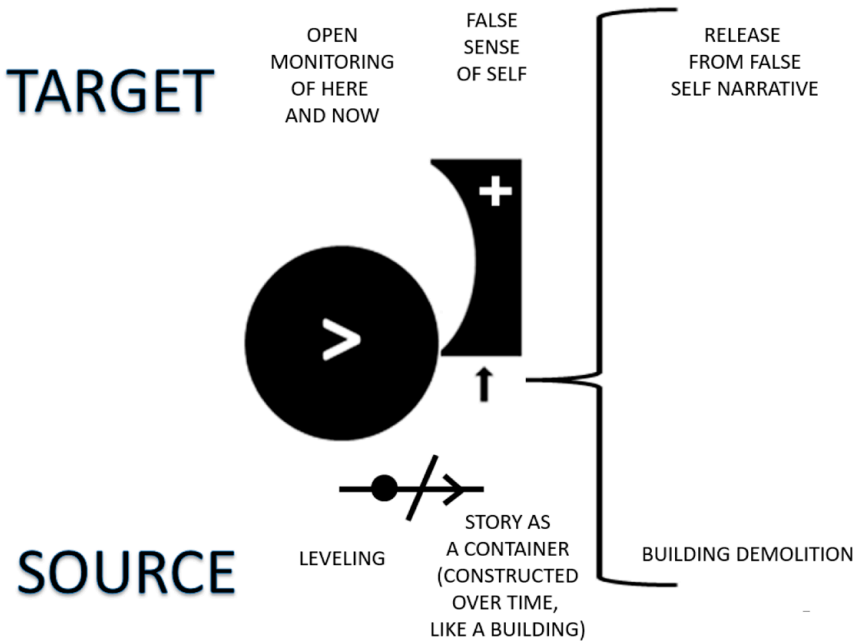 TARGET
OPEN
MONITORING
OF HERE
AND NOW
FALSE
SENSE
OF SELF
RELEASE
FROM FALSE
SELF NARRATIVE
+
>
SOURCE
LEVELING
STORY AS
A CONTAINER
(CONSTRUCTED
OVER TIME,
LIKE A BUILDING)
BUILDING DEMOLITION